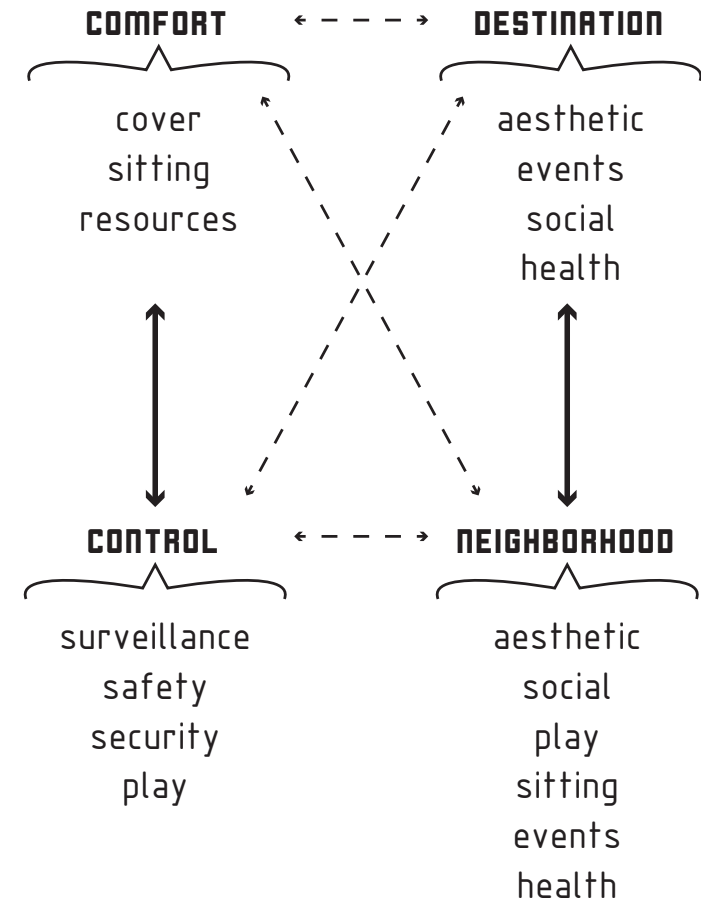 COMFORT
DESTINATION
cover
sitting
resources
aesthetic
events
social
health
CONTROL
NEIGHBORHOOD
surveillance
safety
security
play
aesthetic
social
play
sitting
events
health